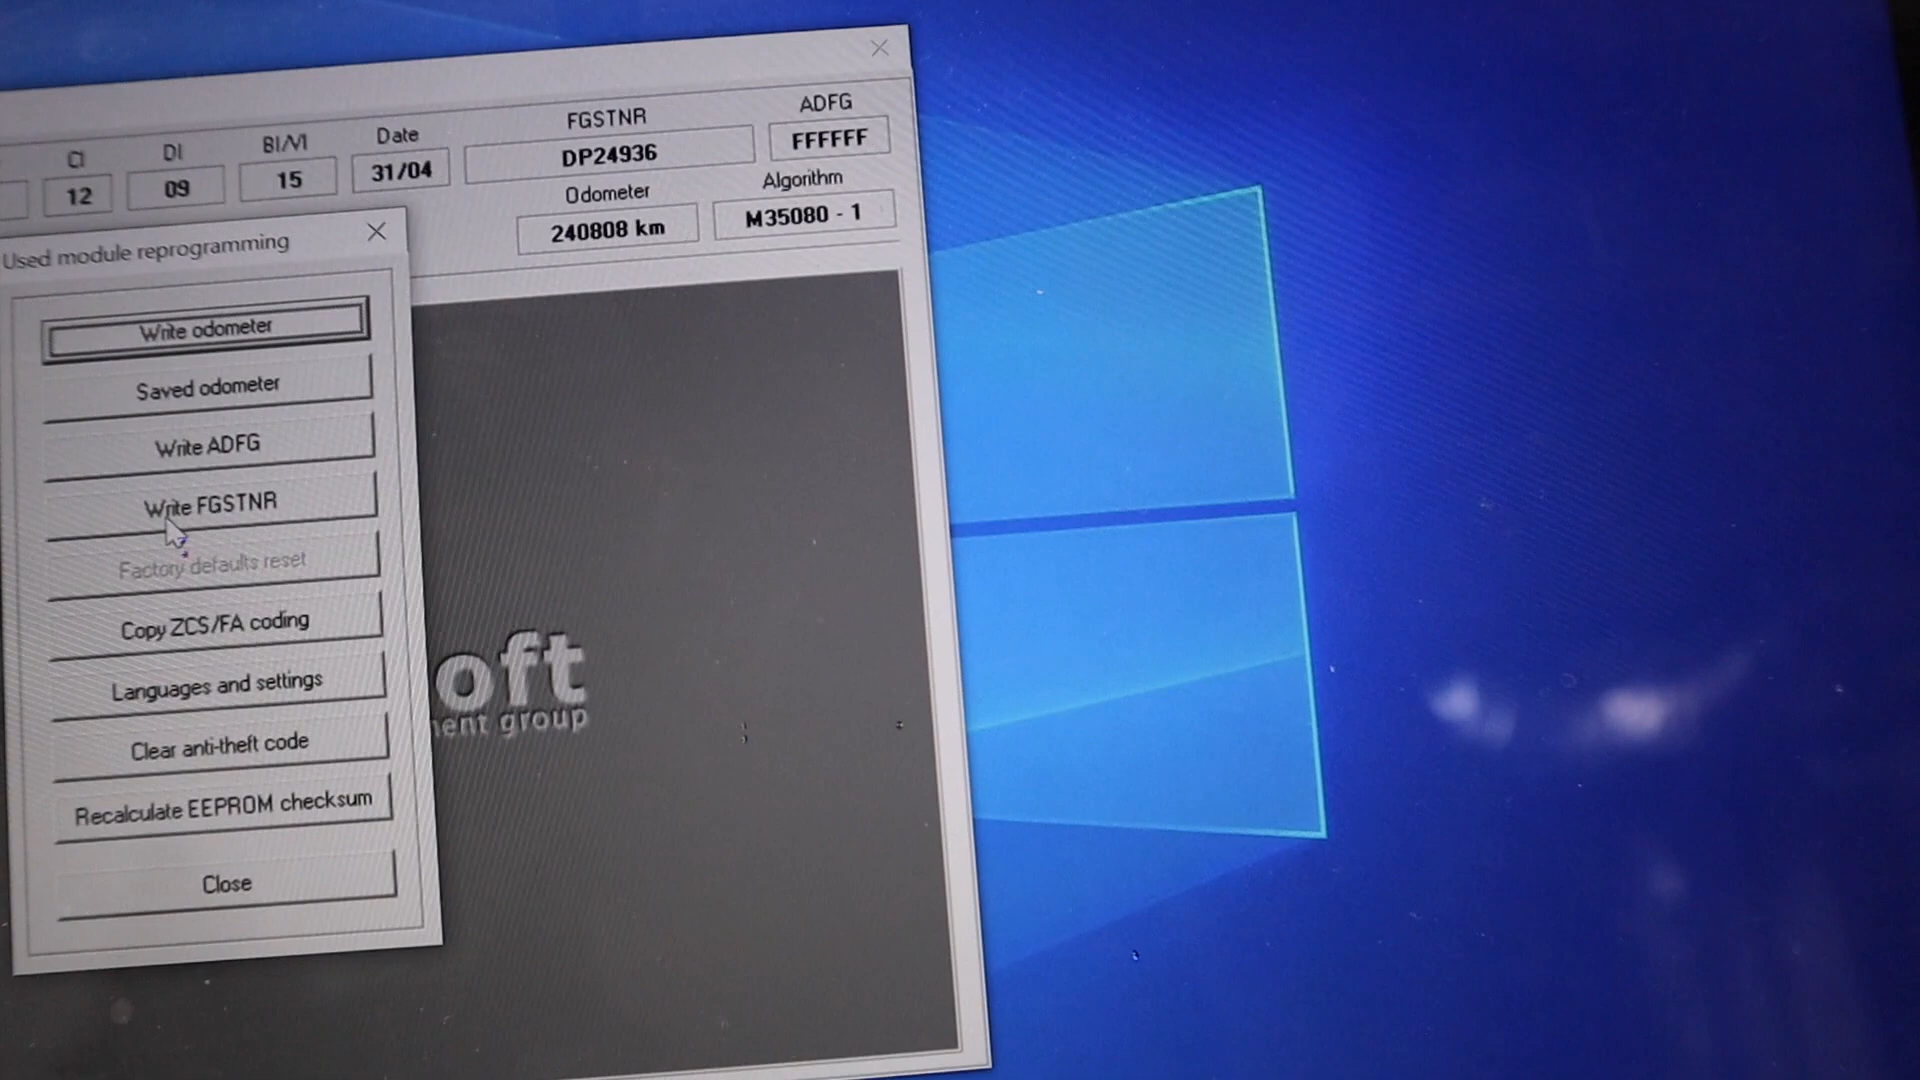 CI DI BI/VI Date FGSTNR ADFG
12 09 15 31/04 DP24936 FFFFFF
Odometer Algorithm
240808 km M35080 - 1
Used module reprogramming
Write odometer
Saved odometer
Write ADFG
Write FGSTNR
Factory defaults reset
Copy ZCS/FA coding
Languages and settings
Clear anti-theft code
Recalculate EEPROM checksum
Close
oft
ent group